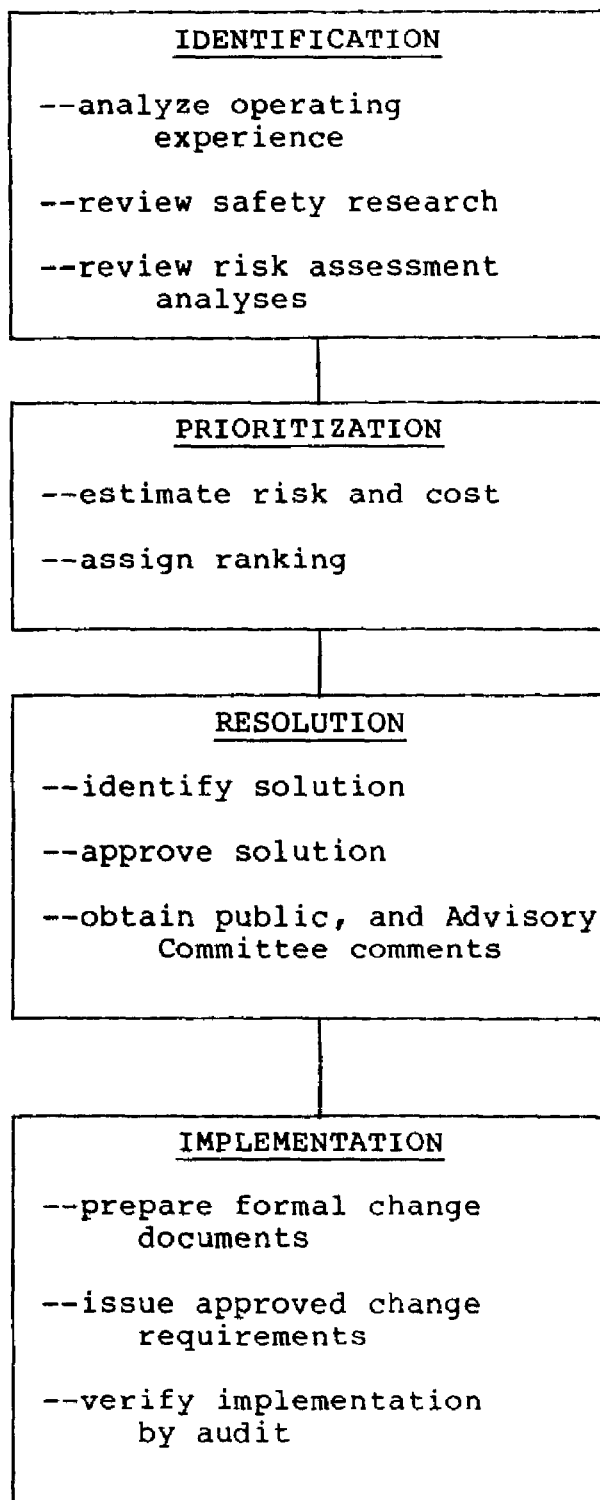 IDENTIFICATION
--analyze operating
experience
--review safety research
--review risk assessment
analyses
PRIORITIZATION
--estimate risk and cost
--assign ranking
RESOLUTION
--identify solution
--approve solution
--obtain public, and Advisory
Committee comments
IMPLEMENTATION
--prepare formal change
documents
--issue approved change
requirements
--verify implementation
by audit